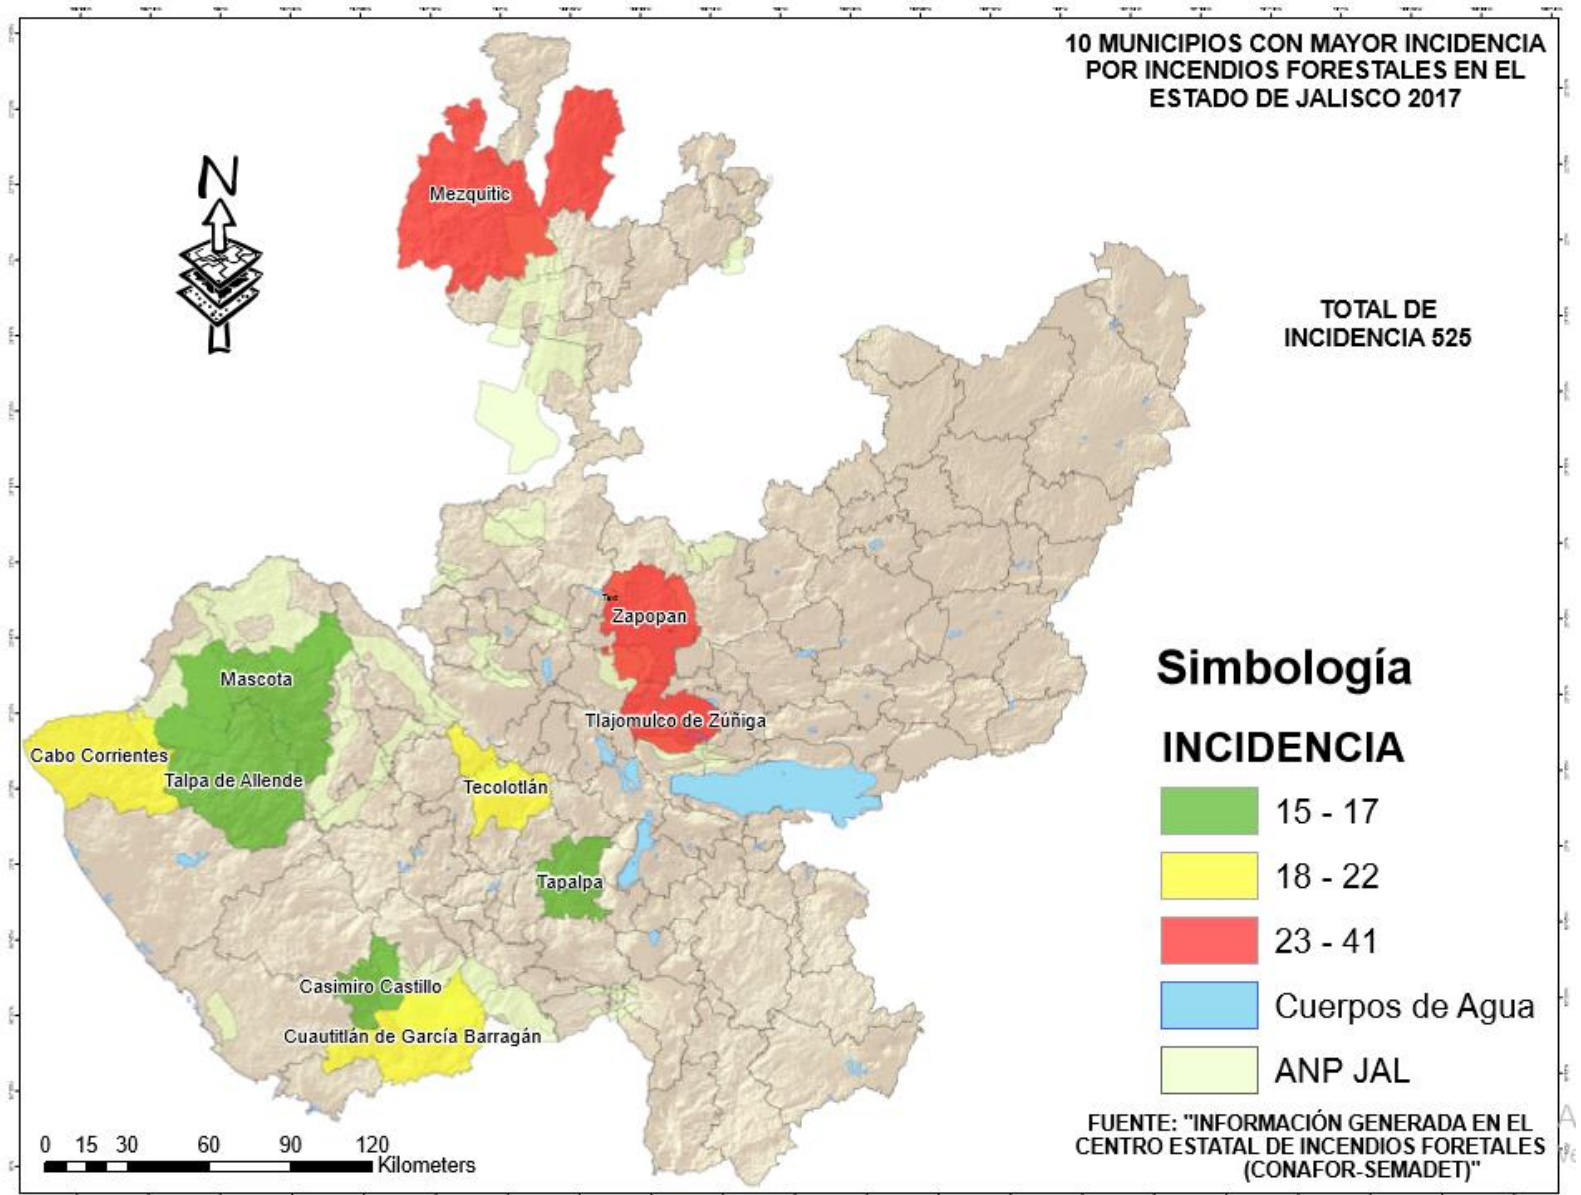 10 MUNICIPIOS CON MAYOR INCIDENCIA
POR INCENDIOS FORESTALES EN EL
ESTADO DE JALISCO 2017
N
Mezquitic
TOTAL DE
INCIDENCIA 525
Zapopan
Mascota
Tlajomulco de Zúñiga
Cabo Corrientes
Talpa de Allende
Tecolotlán
Tapalpa
Casimiro Castillo
Cuautitlán de García Barragán
Simbología
INCIDENCIA
15 - 17
18 - 22
23 - 41
Cuerpos de Agua
ANP JAL
FUENTE: "INFORMACIÓN GENERADA EN EL
CENTRO ESTATAL DE INCENDIOS FORETALES
(CONAFOR-SEMADET)"
0 15 30 60 90 120
Kilometers